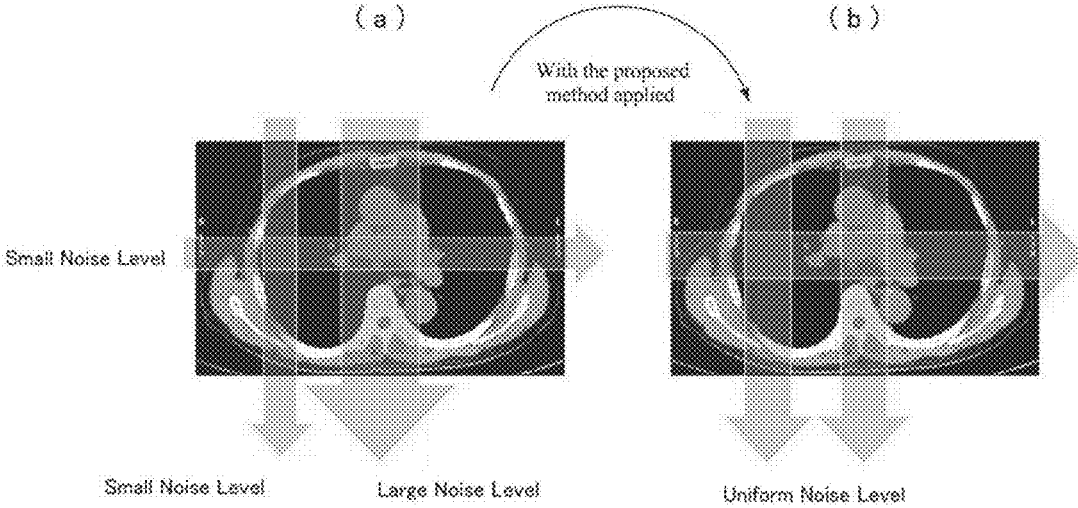 (a)
(b)
With the proposed
method applied
Small Noise Level
Small Noise Level
Large Noise Level
Uniform Noise Level